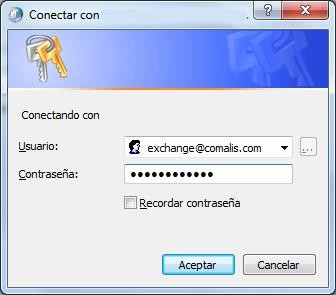 Conectar con
Conectando con
Usuario: exchange@comalis.com ...
Contraseña: ••••••••••••
Recordar contraseña
Aceptar Cancelar